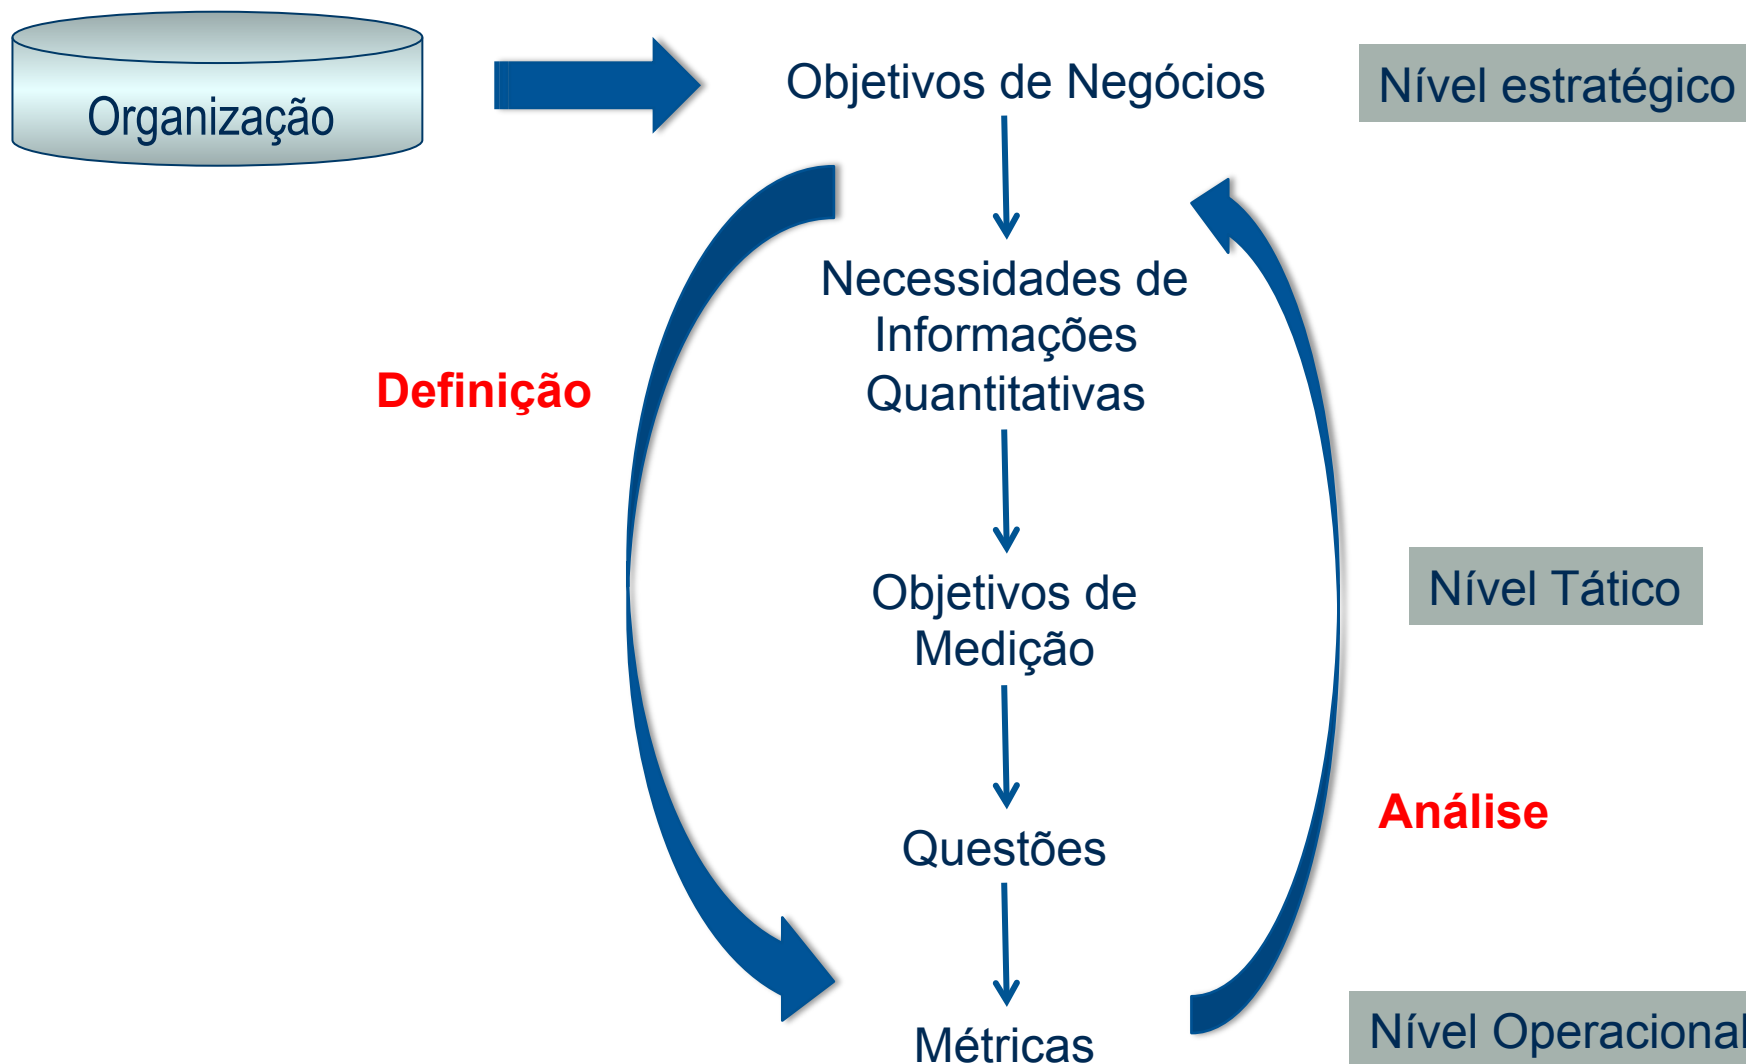 Organização
Objetivos de Negócios
Nível estratégico
Necessidades de
Informações
Quantitativas
Definição
Objetivos de
Medição
Nível Tático
Análise
Questões
Métricas
Nível Operacional